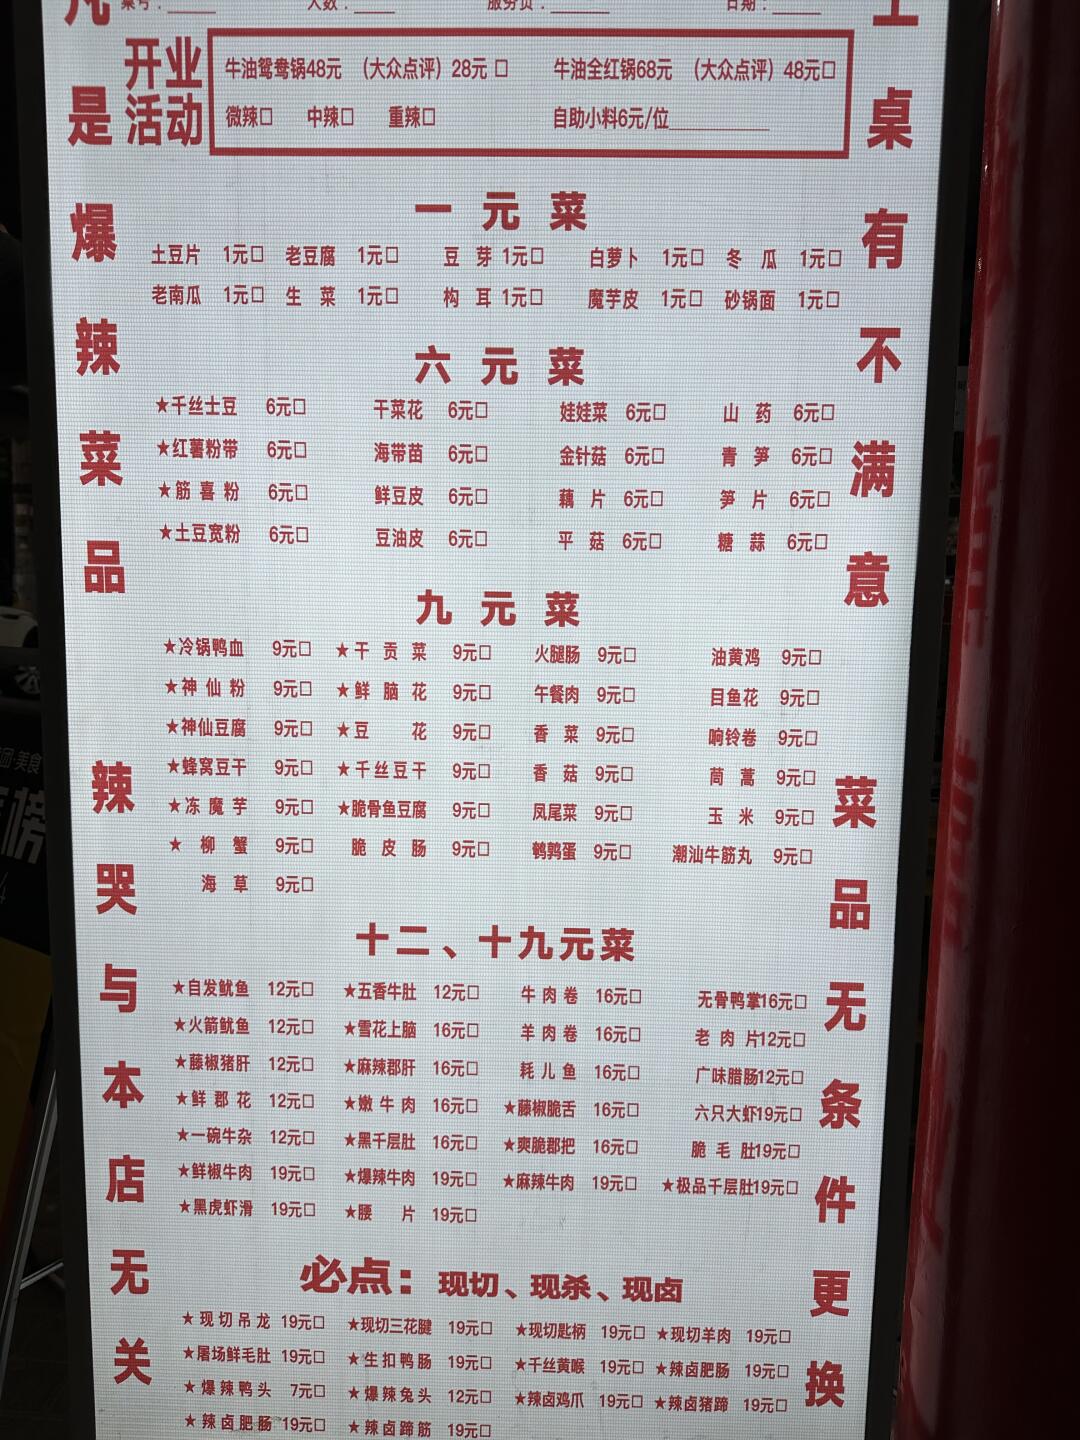 桌号： 人数： 服务员： 日期：
开业活动
牛油鸳鸯锅48元 （大众点评）28元 □ 牛油全红锅68元 （大众点评）48元□
微辣□ 中辣□ 重辣□ 自助小料6元/位
一元菜
土豆片 1元□ 老豆腐 1元□ 豆芽 1元□ 白萝卜 1元□ 冬瓜 1元□
老南瓜 1元□ 生菜 1元□ 构耳 1元□ 魔芋皮 1元□ 砂锅面 1元□
六元菜
★千丝土豆 6元□ 干菜花 6元□ 娃娃菜 6元□ 山药 6元□
★红薯粉带 6元□ 海带苗 6元□ 金针菇 6元□ 青笋 6元□
★筋喜粉 6元□ 鲜豆皮 6元□ 藕片 6元□ 笋片 6元□
★土豆宽粉 6元□ 豆油皮 6元□ 平菇 6元□ 糖蒜 6元□
九元菜
★冷锅鸭血 9元□ ★干贡菜 9元□ 火腿肠 9元□ 油黄鸡 9元□
★神仙粉 9元□ ★鲜脑花 9元□ 午餐肉 9元□ 目鱼花 9元□
★神仙豆腐 9元□ ★豆花 9元□ 香菜 9元□ 响铃卷 9元□
★蜂窝豆干 9元□ ★千丝豆干 9元□ 香菇 9元□ 茼蒿 9元□
★冻魔芋 9元□ ★脆骨鱼豆腐 9元□ 凤尾菜 9元□ 玉米 9元□
★柳蟹 9元□ 脆皮肠 9元□ 鹌鹑蛋 9元□ 潮汕牛筋丸 9元□
海草 9元□
十二、十九元菜
★自发鱿鱼 12元□ ★五香牛肚 12元□ 牛肉卷 16元□ 无骨鸭掌16元□
★火箭鱿鱼 12元□ ★雪花上脑 16元□ 羊肉卷 16元□ 老肉片12元□
★藤椒猪肝 12元□ ★麻辣郡肝 16元□ 耗儿鱼 16元□ 广味腊肠12元□
★鲜郡花 12元□ ★嫩牛肉 16元□ ★藤椒脆舌 16元□ 六只大虾19元□
★一碗牛杂 12元□ ★黑千层肚 16元□ ★爽脆郡把 16元□ 脆毛肚19元□
★鲜椒牛肉 19元□ ★爆辣牛肉 19元□ ★麻辣牛肉 19元□ ★极品千层肚19元□
★黑虎虾滑 19元□ ★腰片 19元□
必点：现切、现杀、现卤
★现切吊龙 19元□ ★现切三花腱 19元□ ★现切匙柄 19元□ ★现切羊肉 19元□
★屠场鲜毛肚 19元□ ★生扣鸭肠 19元□ ★千丝黄喉 19元□ ★辣卤肥肠 19元□
★爆辣鸭头 7元□ ★爆辣兔头 12元□ ★辣卤鸡爪 19元□ ★辣卤猪蹄 19元□
★辣卤肥肠 19元□ ★辣卤蹄筋 19元□
凡是爆辣菜品 辣哭与本店无关
上桌有不满意 菜品无条件更换
团·美食
榜